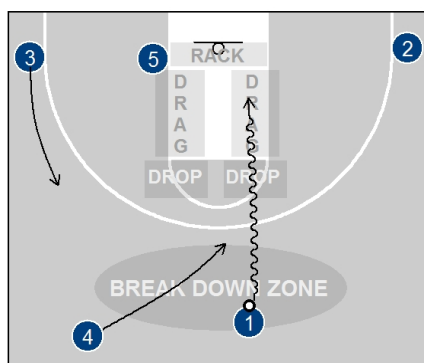 3
2
5
RACK
D D
R R
A A
G G
DROP DROP
BREAK DOWN ZONE
1
4